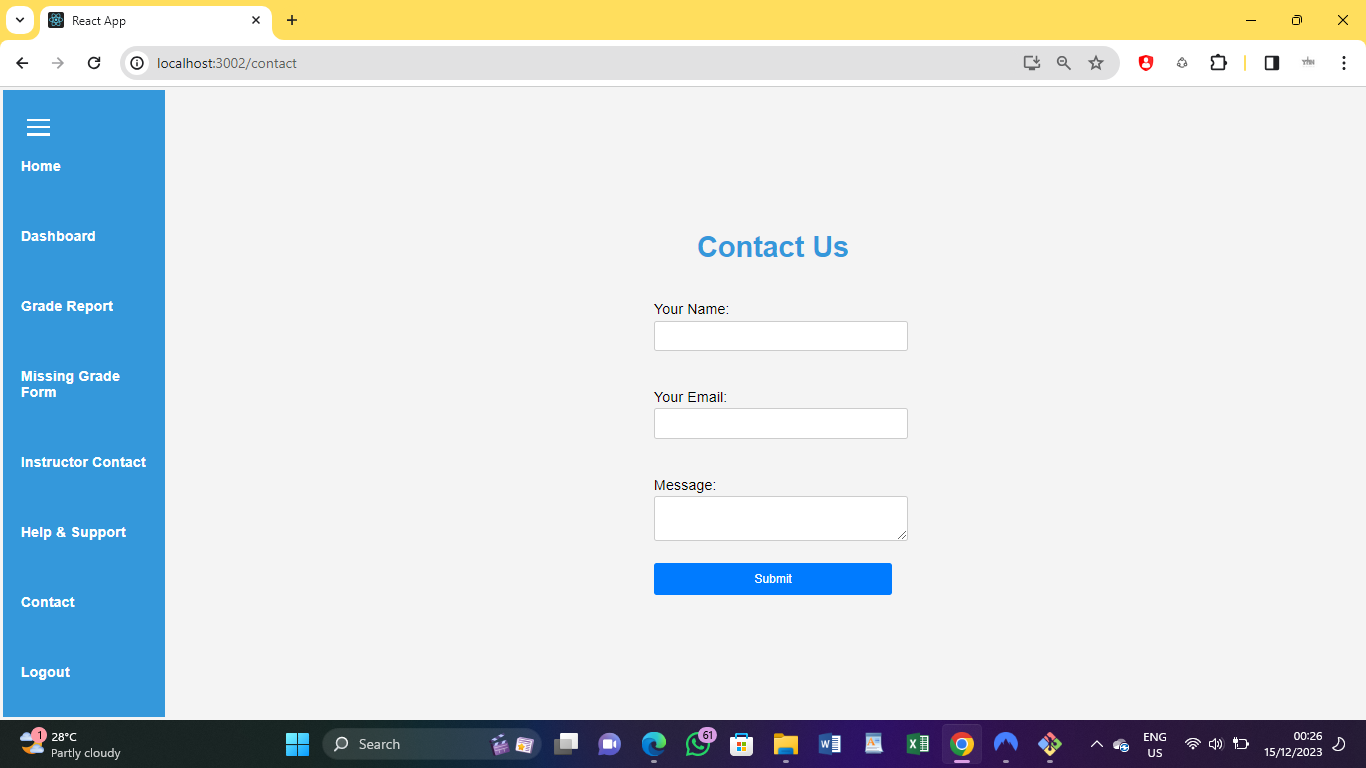 React App
localhost:3002/contact
Home
Dashboard
Grade Report
Missing Grade
Form
Instructor Contact
Help & Support
Contact
Logout
Contact Us
Your Name:
Your Email:
Message:
Submit
1
28°C
Partly cloudy
Search
61
ENG
US
00:26
15/12/2023